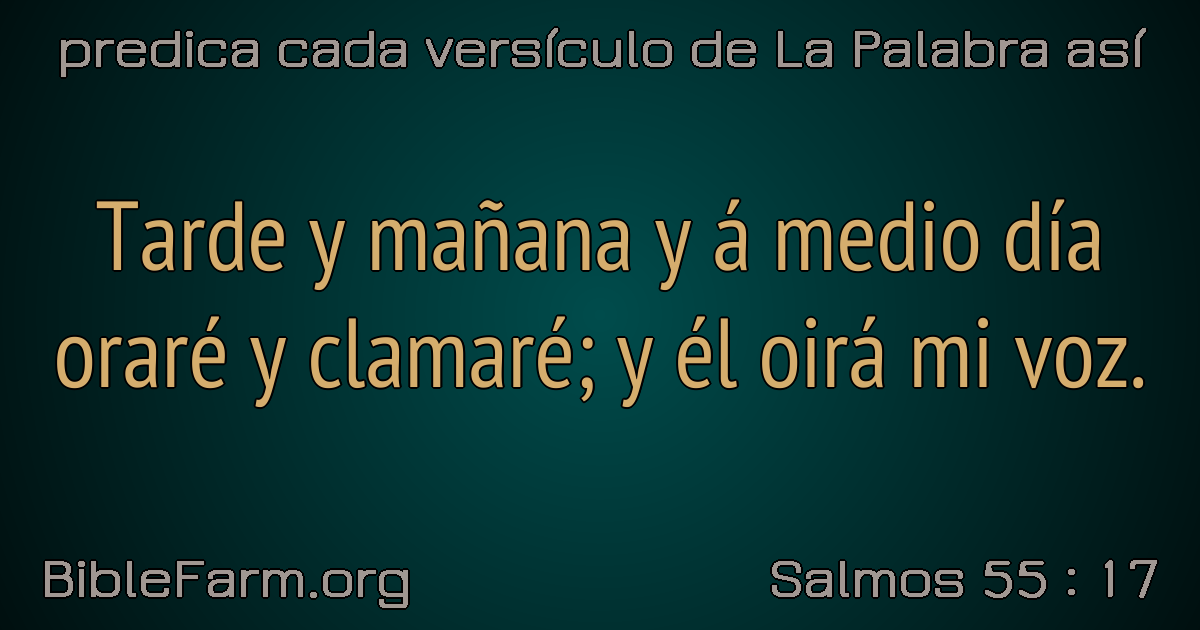 predica cada versículo de La Palabra así
Tarde y mañana y á medio día
oraré y clamaré; y él oirá mi voz.
BibleFarm.org
Salmos 55 : 17